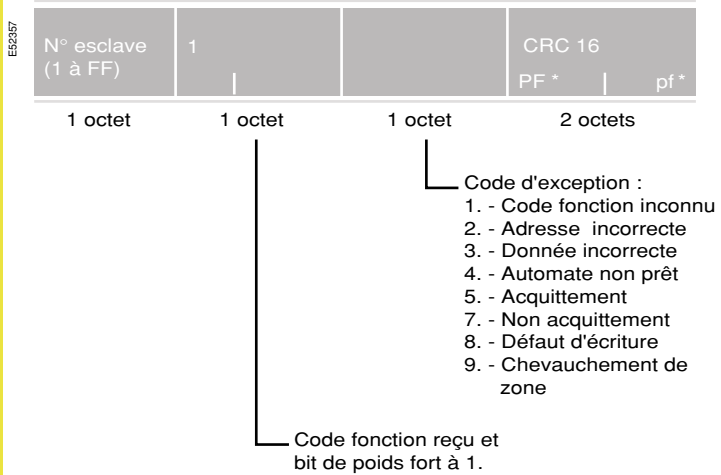 E52357
N° esclave 1 CRC 16
(1 à FF)
PF * pf *
1 octet 1 octet 1 octet 2 octets
Code d'exception :
1. - Code fonction inconnu
2. - Adresse incorrecte
3. - Donnée incorrecte
4. - Automate non prêt
5. - Acquittement
7. - Non acquittement
8. - Défaut d'écriture
9. - Chevauchement de
zone
Code fonction reçu et
bit de poids fort à 1.